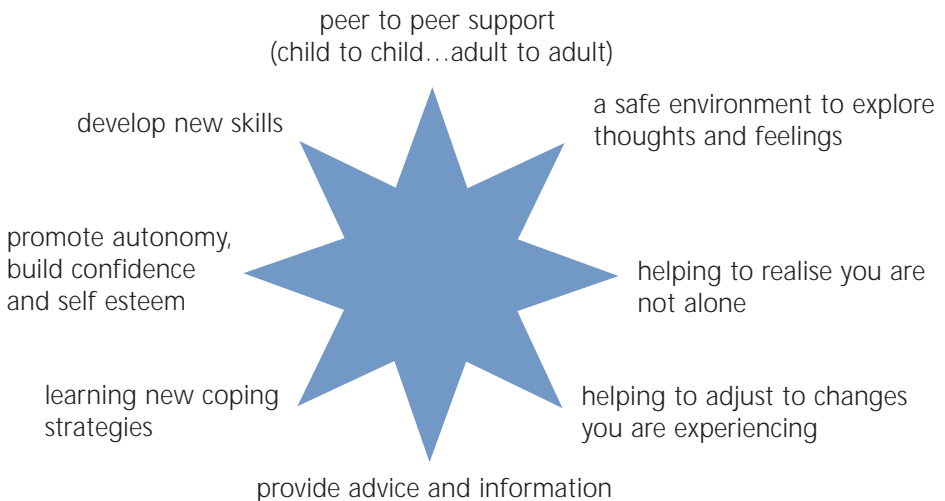 peer to peer support
(child to child…adult to adult)
a safe environment to explore
thoughts and feelings
helping to realise you are
not alone
helping to adjust to changes
you are experiencing
provide advice and information
learning new coping
strategies
promote autonomy,
build confidence
and self esteem
develop new skills